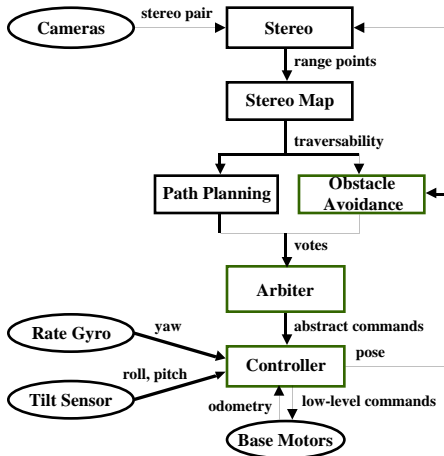 Cameras
stereo pair
Stereo
range points
Stereo Map
traversability
Path Planning
Obstacle
Avoidance
votes
Arbiter
abstract commands
Rate Gyro
yaw
Controller
pose
roll, pitch
Tilt Sensor
odometry
low-level commands
Base Motors